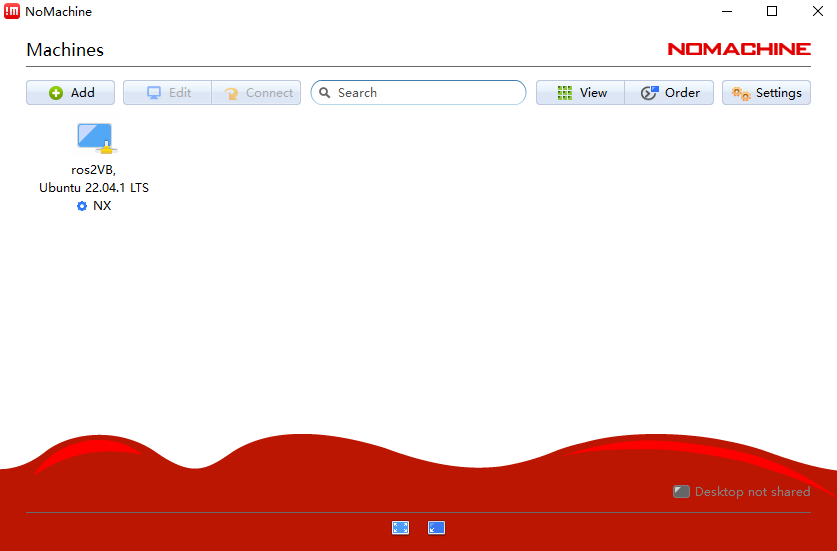 !m NoMachine
Machines
NOMACHINE
Add
Edit
Connect
Search
View
Order
Settings
ros2VB,
Ubuntu 22.04.1 LTS
NX
Desktop not shared